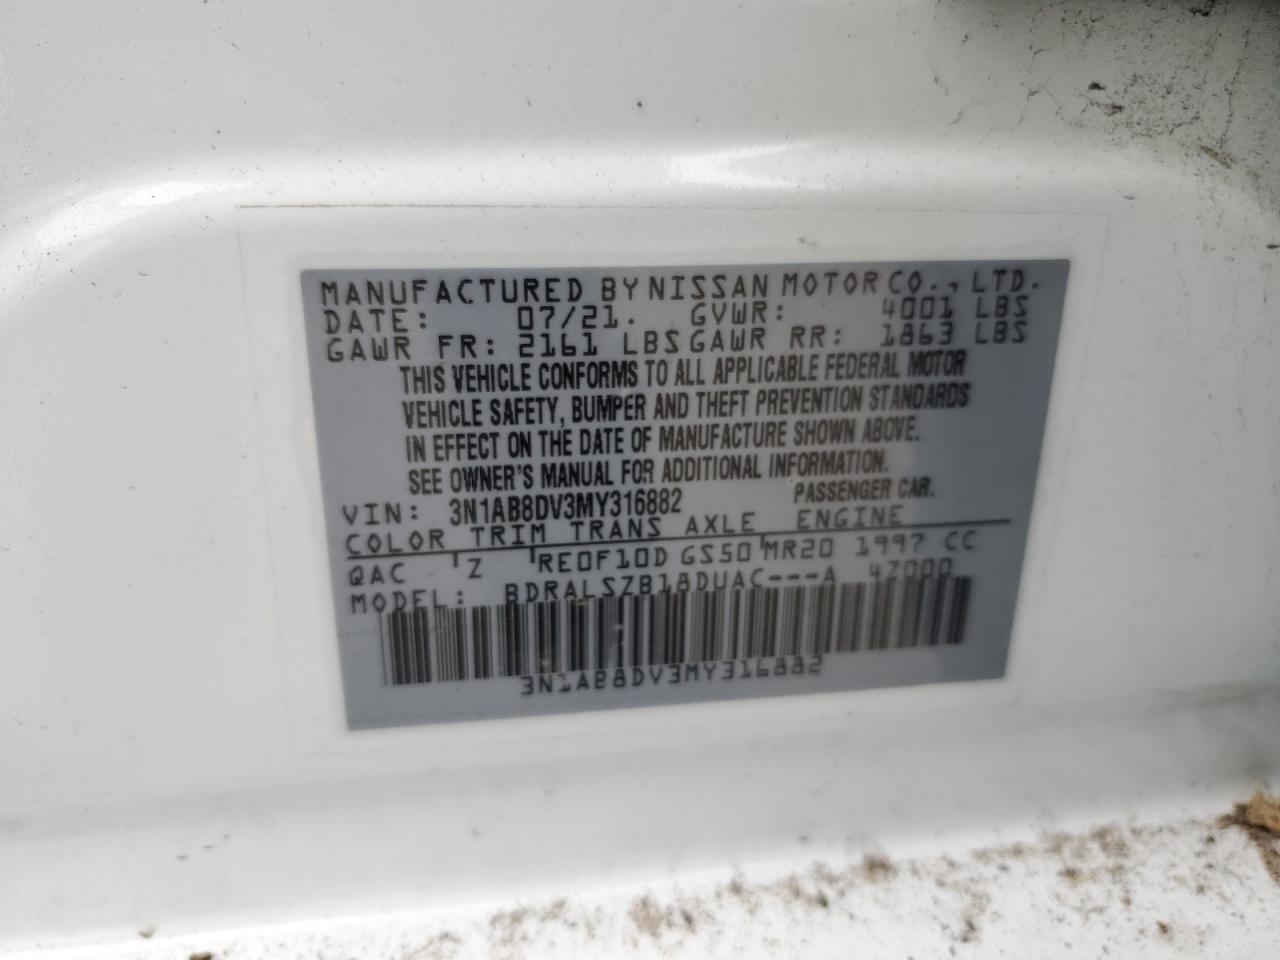 MANUFACTURED BY NISSAN MOTOR CO., LTD.
DATE: 07/21. GVWR: 4001 LBS
GAWR FR: 2161 LBS GAWR RR: 1863 LBS
THIS VEHICLE CONFORMS TO ALL APPLICABLE FEDERAL MOTOR
VEHICLE SAFETY, BUMPER AND THEFT PREVENTION STANDARDS
IN EFFECT ON THE DATE OF MANUFACTURE SHOWN ABOVE.
SEE OWNER'S MANUAL FOR ADDITIONAL INFORMATION.
VIN: 3N1AB8DV3MY316882 PASSENGER CAR.
COLOR TRIM TRANS AXLE ENGINE
QAC Z RE0F10D GS50 MR20 1997 CC
MODEL: BDRALSZB18DUAC---A 47000
3N1AB8DV3MY316882